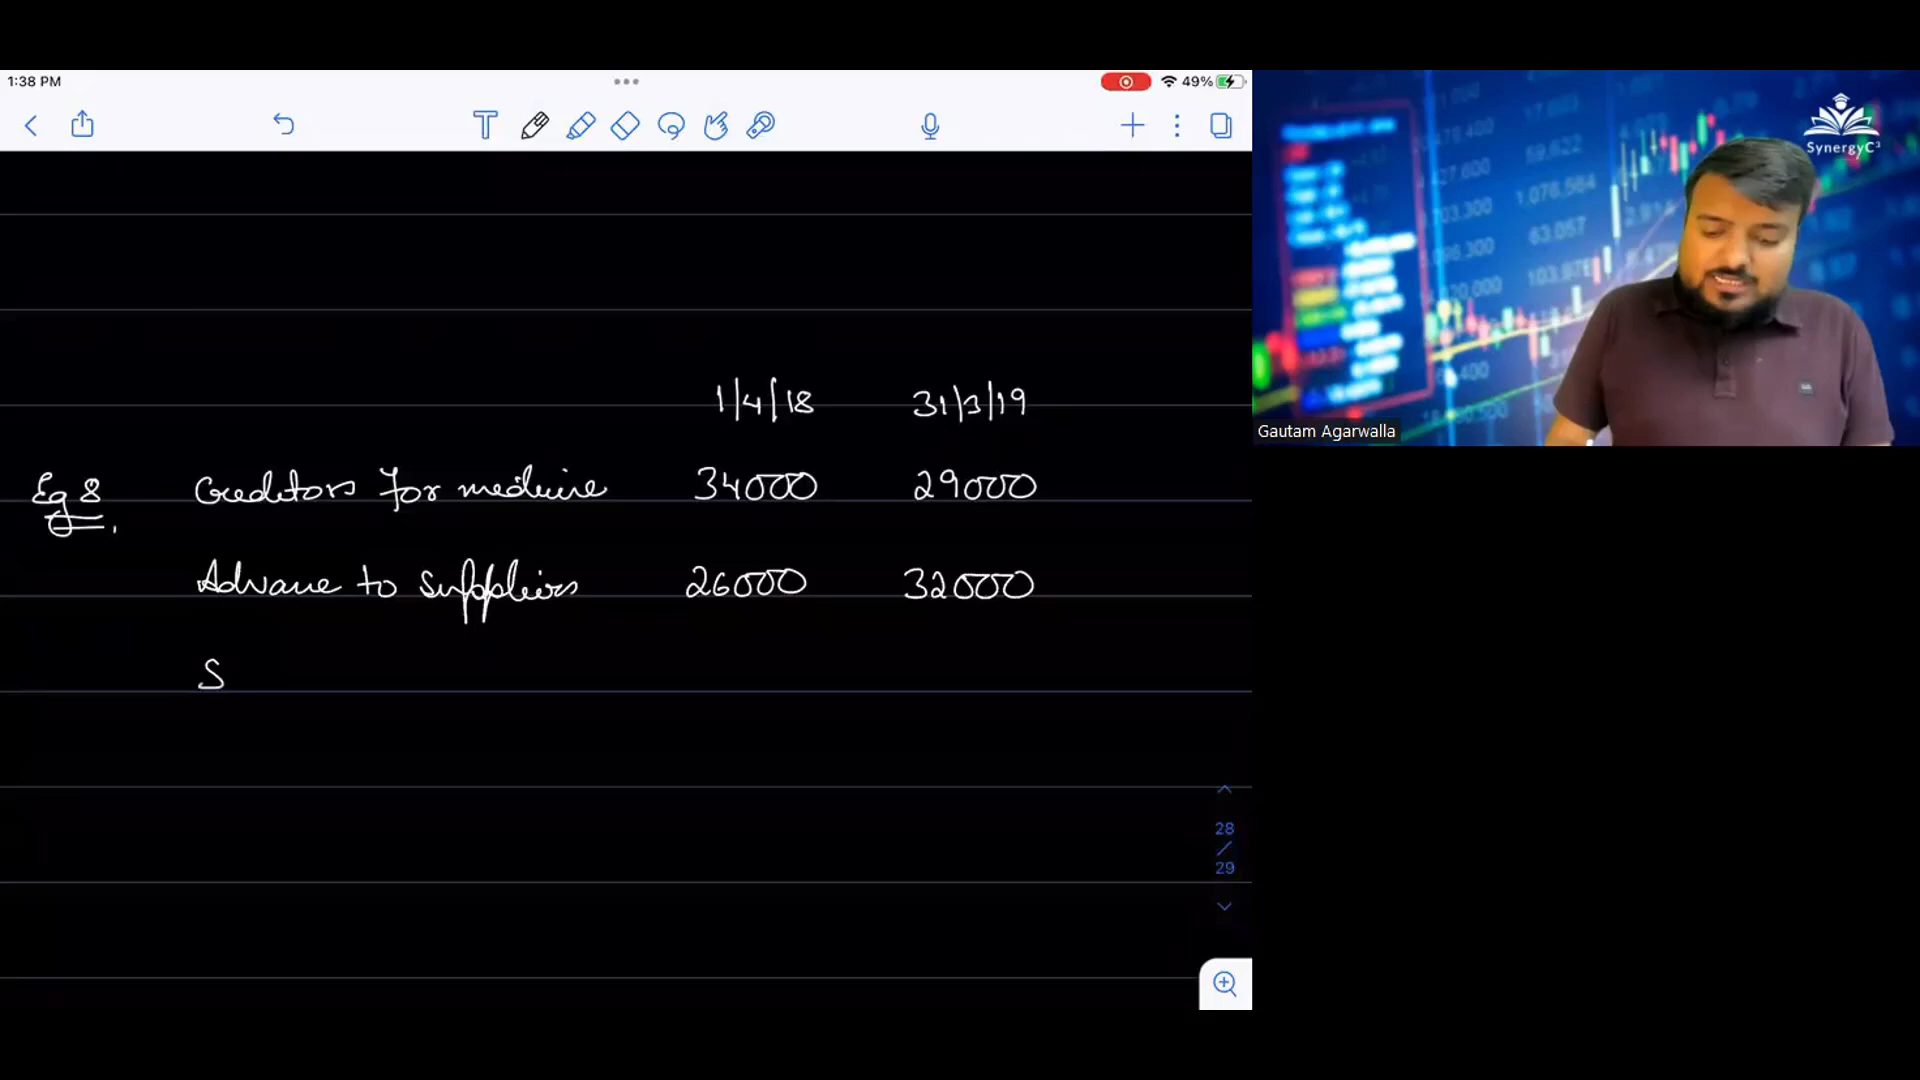 1:38 PM
49%
SynergyC³
1/4/18 31/3/19
Eg 8. Creditors for medicine 34000 29000
Advance to suppliers 26000 32000
S
Gautam Agarwalla
28
/
29